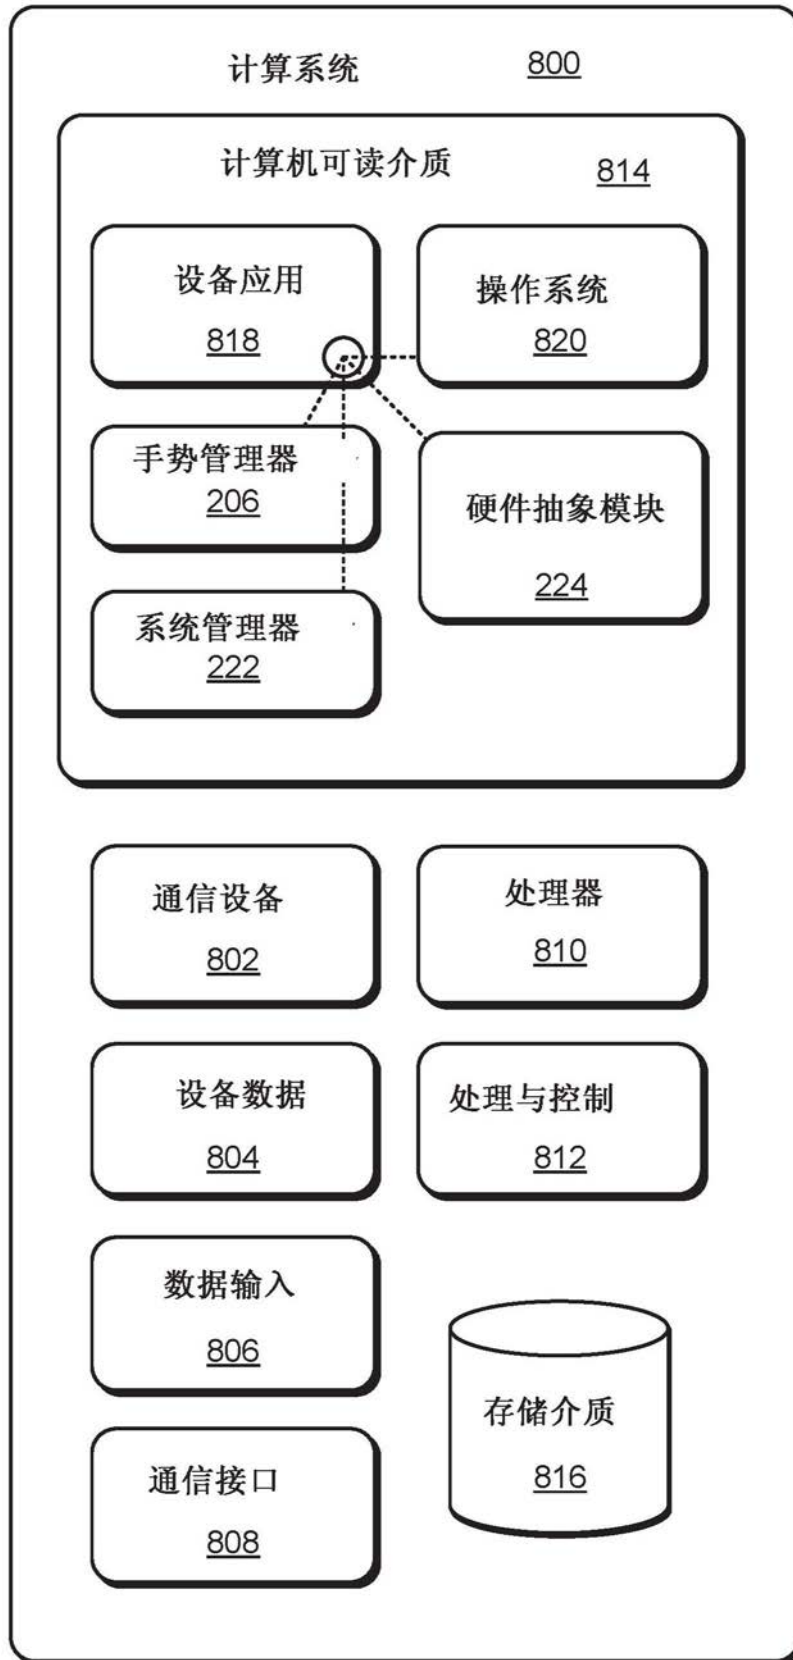 计算系统 800
计算机可读介质 814
设备应用
818
操作系统
820
手势管理器
206
硬件抽象模块
224
系统管理器
222
通信设备
802
处理器
810
设备数据
804
处理与控制
812
数据输入
806
存储介质
816
通信接口
808